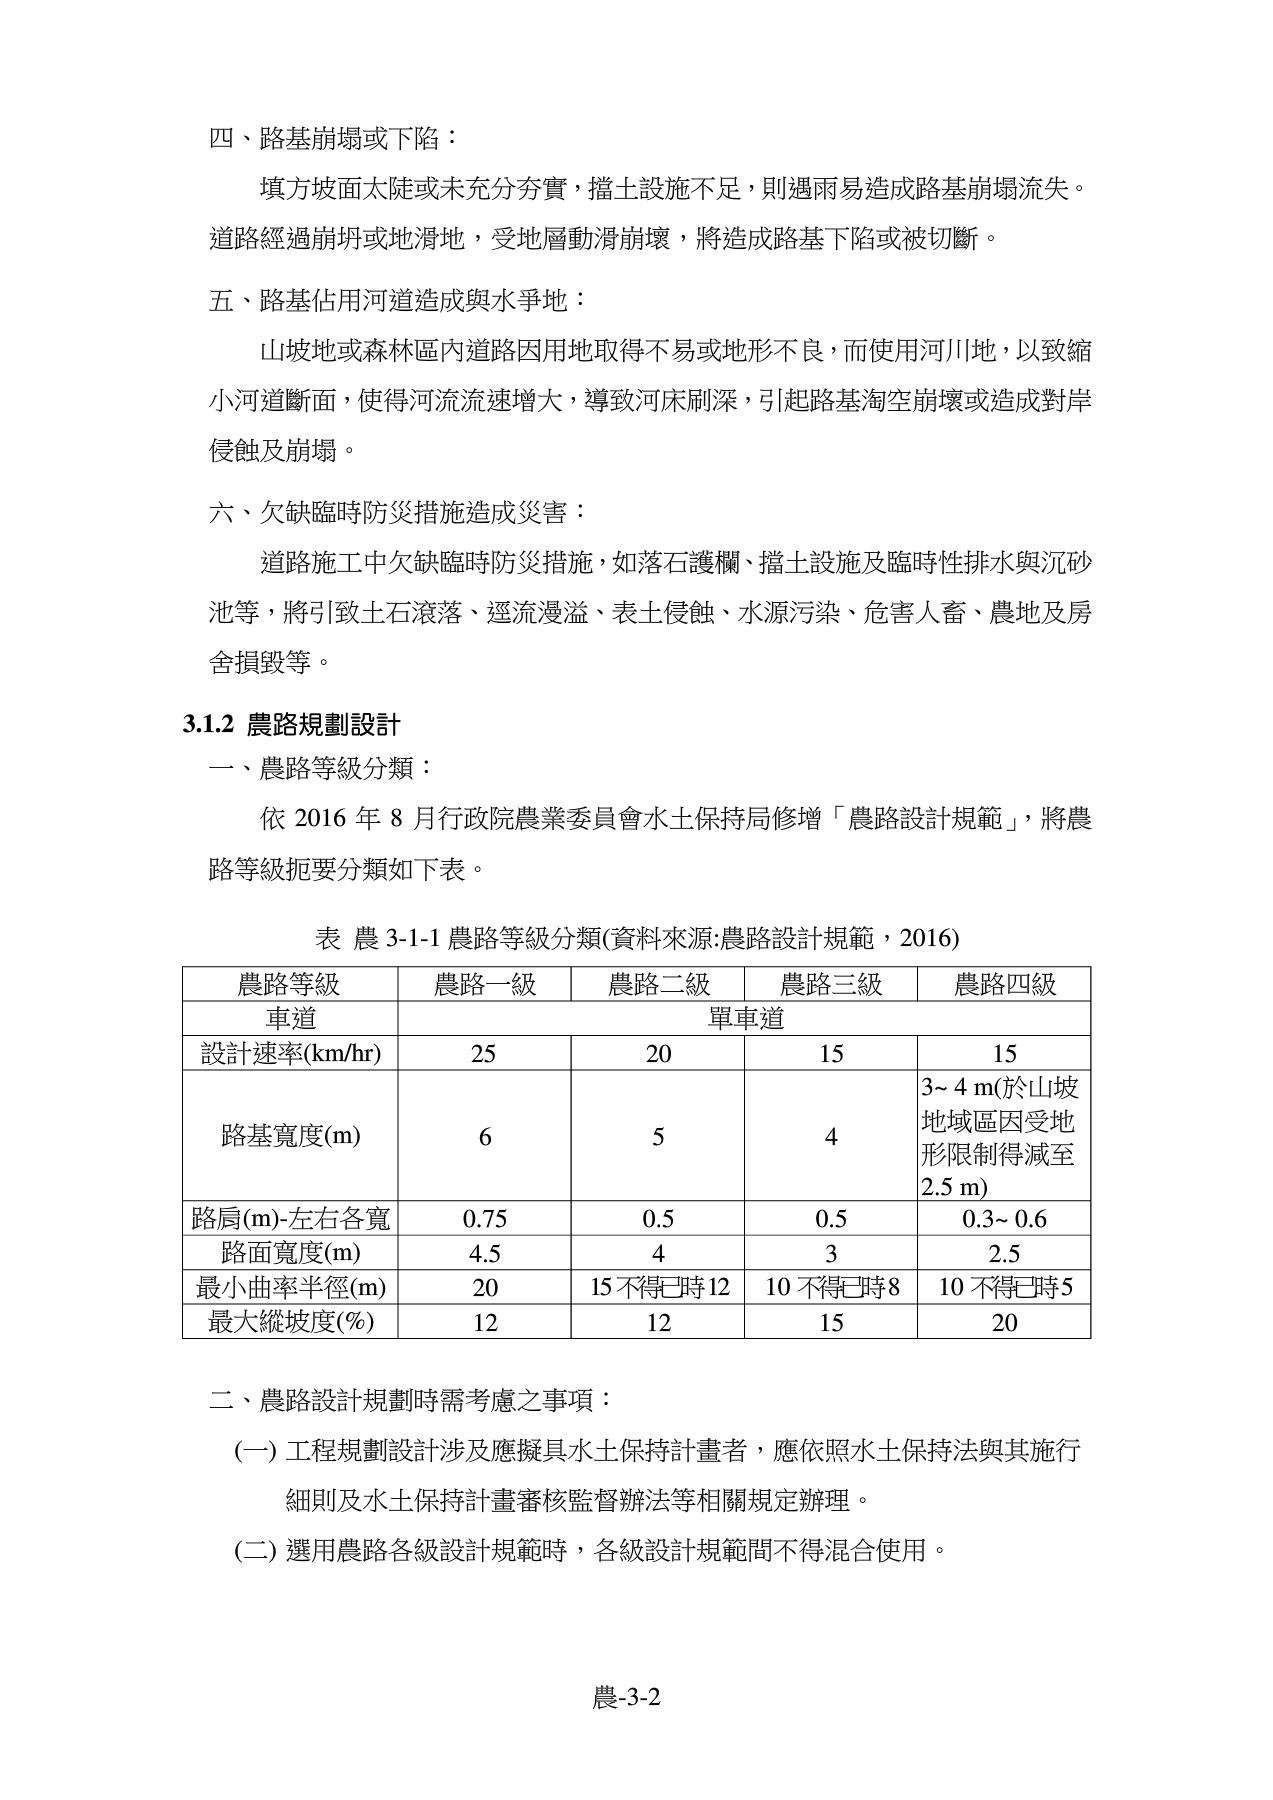 四、路基崩塌或下陷：
填方坡面太陡或未充分夯實，擋土設施不足，則遇雨易造成路基崩塌流失。
道路經過崩坍或地滑地，受地層動滑崩壞，將造成路基下陷或被切斷。
五、路基佔用河道造成與水爭地：
山坡地或森林區內道路因用地取得不易或地形不良，而使用河川地，以致縮
小河道斷面，使得河流流速增大，導致河床刷深，引起路基淘空崩壞或造成對岸
侵蝕及崩塌。
六、欠缺臨時防災措施造成災害：
道路施工中欠缺臨時防災措施，如落石護欄、擋土設施及臨時性排水與沉砂
池等，將引致土石滾落、逕流漫溢、表土侵蝕、水源污染、危害人畜、農地及房
舍損毀等。
3.1.2 農路規劃設計
一、農路等級分類：
依 2016 年 8 月行政院農業委員會水土保持局修增「農路設計規範」，將農
路等級扼要分類如下表。
表 農 3-1-1 農路等級分類(資料來源:農路設計規範，2016)
農路等級 農路一級 農路二級 農路三級 農路四級
車道 單車道
設計速率(km/hr) 25 20 15 15
路基寬度(m) 6 5 4 3~ 4 m(於山坡
地域區因受地
形限制得減至
2.5 m)
路肩(m)-左右各寬 0.75 0.5 0.5 0.3~ 0.6
路面寬度(m) 4.5 4 3 2.5
最小曲率半徑(m) 20 15 不得已時 12 10 不得已時 8 10 不得已時 5
最大縱坡度(%) 12 12 15 20
二、農路設計規劃時需考慮之事項：
(一) 工程規劃設計涉及應擬具水土保持計畫者，應依照水土保持法與其施行
細則及水土保持計畫審核監督辦法等相關規定辦理。
(二) 選用農路各級設計規範時，各級設計規範間不得混合使用。
農-3-2